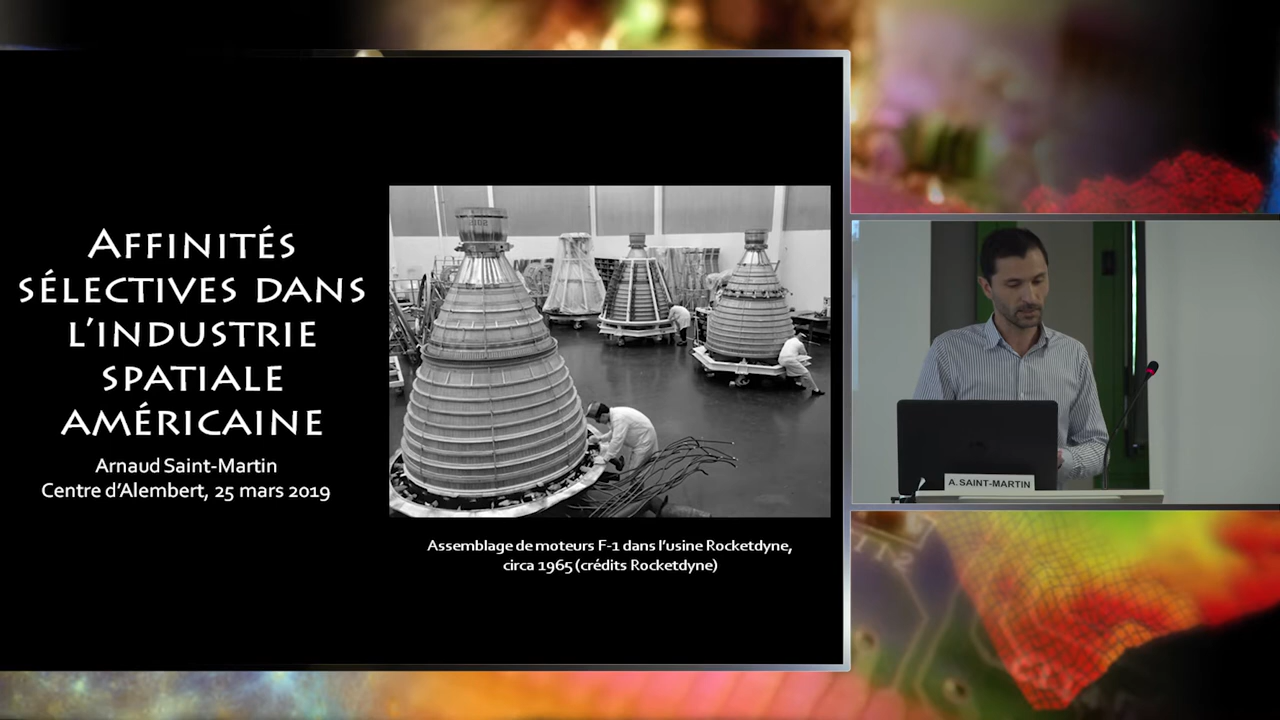 AFFINITÉS
SÉLECTIVES DANS
L'INDUSTRIE
SPATIALE
AMÉRICAINE
Arnaud Saint-Martin
Centre d'Alembert, 25 mars 2019
Assemblage de moteurs F-1 dans l'usine Rocketdyne,
circa 1965 (crédits Rocketdyne)
A. SAINT-MARTIN